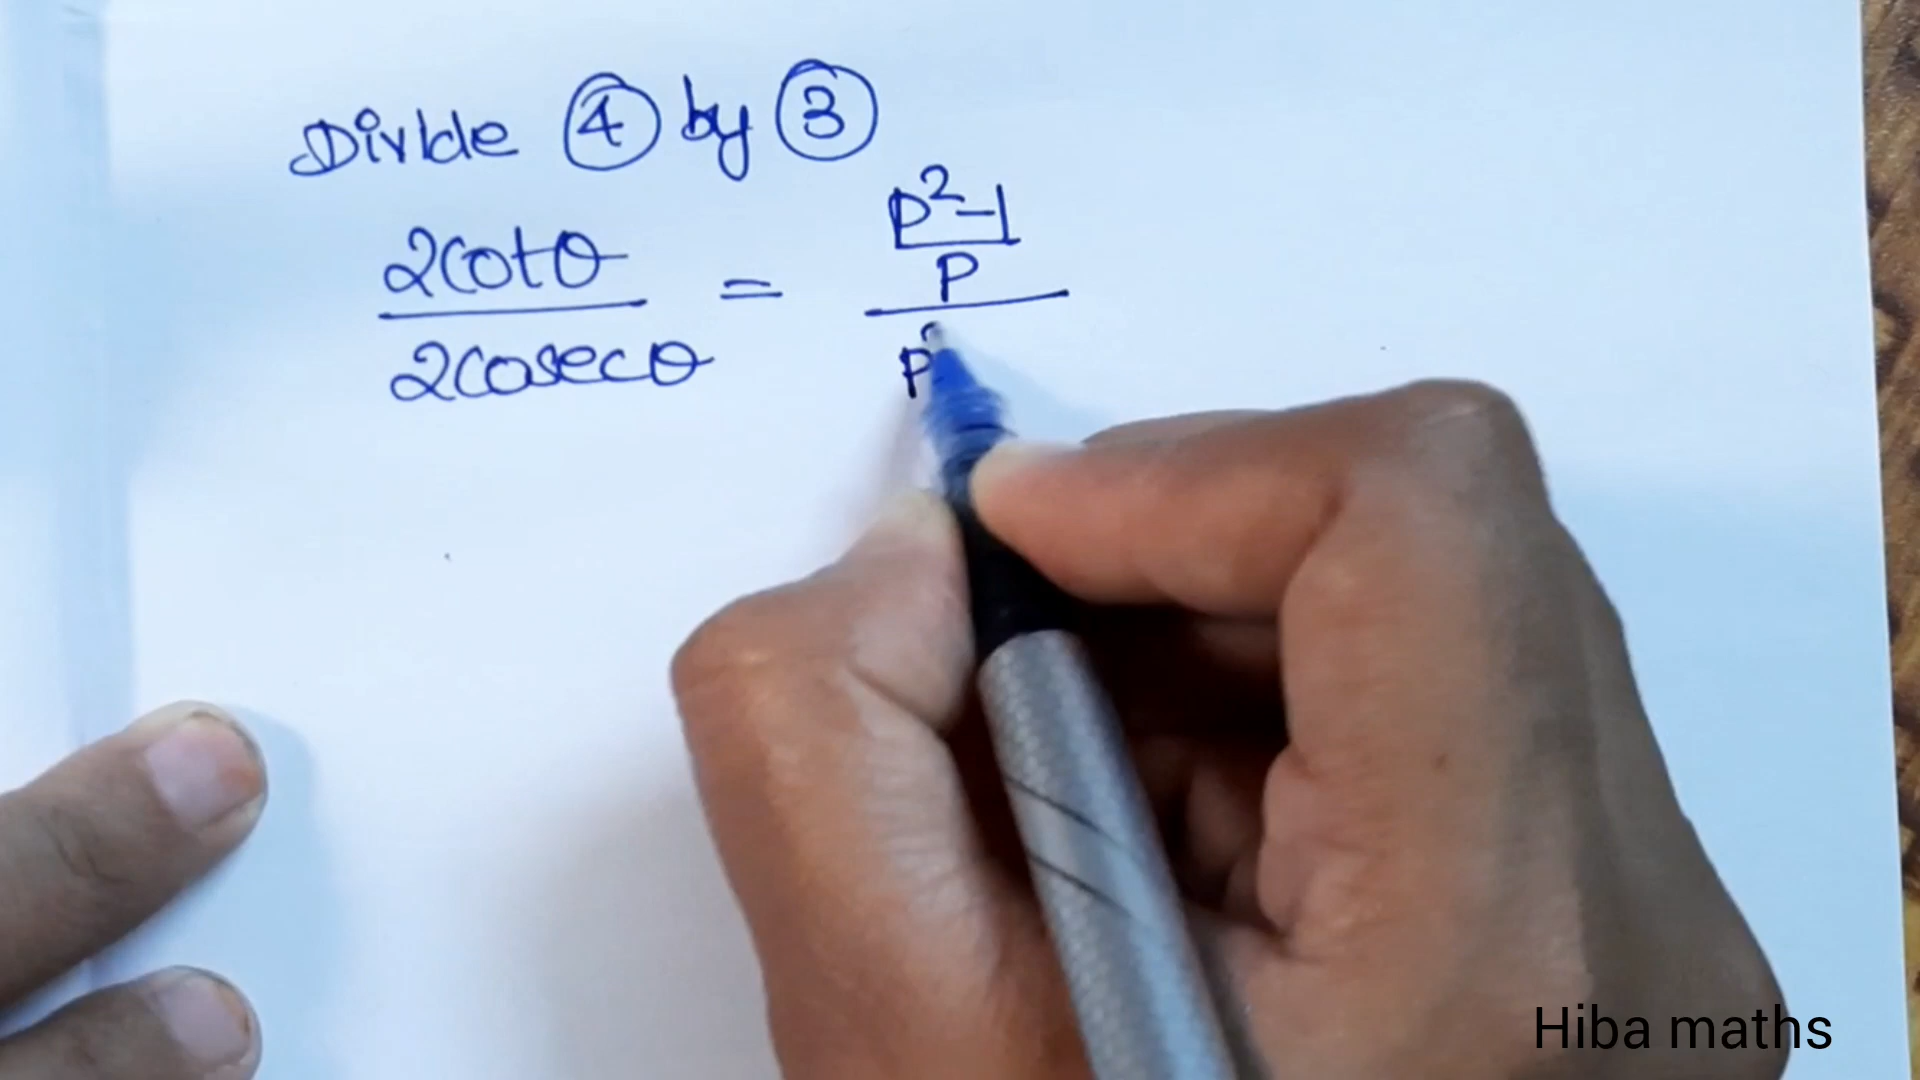 Divide ④ by ③
2cotθ / 2cosecθ = (P²-1 / P) / P
Hiba maths